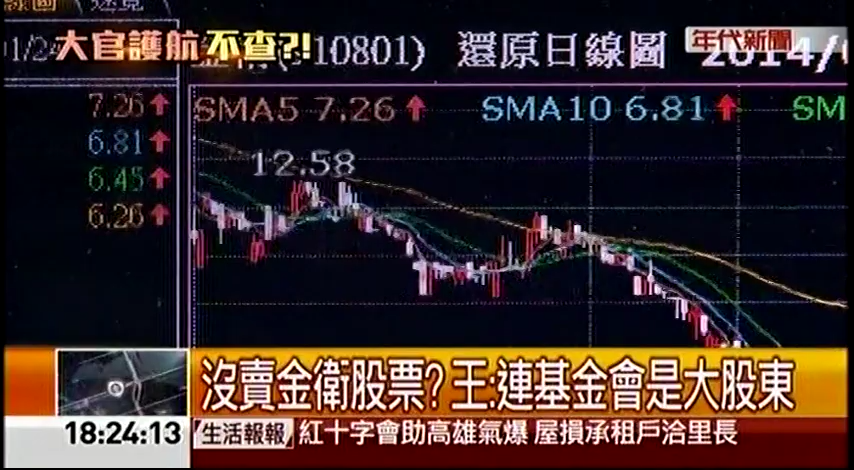 大官護航不查?!
10801) 還原日線圖
年代新聞
2014/
7.26
6.81
6.45
6.26
SMA5 7.26 SMA10 6.81 SM
12.58
沒賣金衛股票?王:連基金會是大股東
18:24:13 生活報報 紅十字會助高雄氣爆 屋損承租戶洽里長